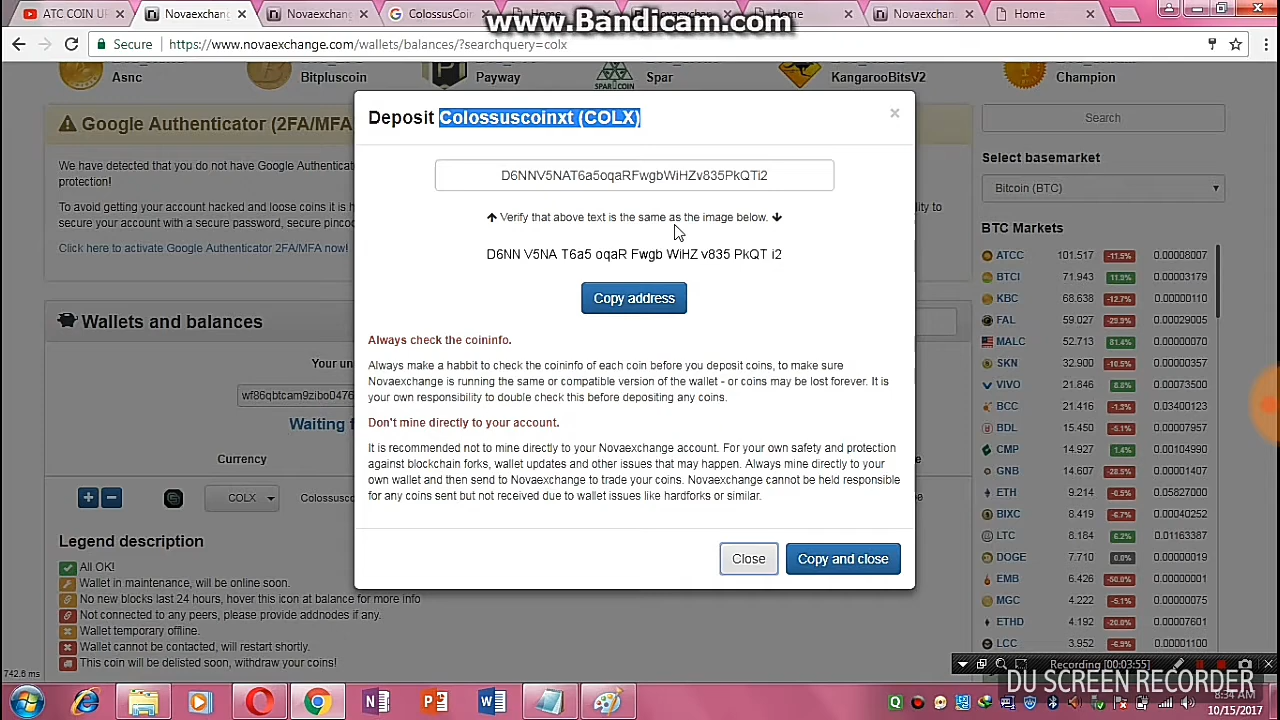 ATC COIN UP
Novaexchange
Novaexchang
ColossusCoi
Home
Novaexchan
Home
www.Bandicam.com
Secure
https://www.novaexchange.com/wallets/balances/?searchquery=colx
Asnc
Bitpluscoin
Payway
SPARCOIN
Spar
KangarooBitsV2
Champion
Google Authenticator (2FA/MFA
We have detected that you do not have Google Authenticat
protection!
To avoid getting your account hacked and loose coins it is h
secure your account with a secure password, secure pincod
Click here to activate Google Authenticator 2FA/MFA now!
Wallets and balances
Your un
wf86qbtcam9zibo0476
Waiting f
Currency
COLX
Colossusc
Legend description
All OK!
Wallet in maintenance, will be online soon.
No new blocks last 24 hours, hover this icon at balance for more info
Not connected to any peers, please provide addnodes if any.
Wallet temporary offline.
Wallet cannot be contacted, will restart shortly.
This coin will be delisted soon, withdraw your coins!
742.6 ms
Deposit Colossuscoinxt (COLX)
×
D6NNV5NAT6a5oqaRFwgbWiHZv835PkQTi2
Verify that above text is the same as the image below.
D6NN V5NA T6a5 oqaR Fwgb WiHZ v835 PkQT i2
Copy address
Always check the coininfo.
Always make a habbit to check the coininfo of each coin before you deposit coins, to make sure
Novaexchange is running the same or compatible version of the wallet - or coins may be lost forever. It is
your own responsibility to double check this before depositing any coins.
Don't mine directly to your account.
It is recommended not to mine directly to your Novaexchange account. For your own safety and protection
against blockchain forks, wallet updates and other issues that may happen. Always mine directly to your
own wallet and then send to Novaexchange to trade your coins. Novaexchange cannot be held responsible
for any coins sent but not received due to wallet issues like hardforks or similar.
Close
Copy and close
Search
Select basemarket
Bitcoin (BTC)
BTC Markets
ATCC 101.517 -11.5% 0.00008007
BTCI 71.943 11.9% 0.00003179
KBC 68.638 -12.7% 0.00000110
FAL 59.027 0.00029005
MALC 52.713 81.4% 0.00000070
SKN 32.900 -10.5% 0.00000357
VIVO 21.846 8.8% 0.00073500
BCC 21.416 0.03400123
BDL 15.450 -5.1% 0.00007957
CMP 14.927 1.4% 0.00104990
GNB 14.607 -28.5% 0.00001407
ETH 9.214 -0.5% 0.05827000
BIXC 8.419 -6.7% 0.00040252
LTC 8.184 6.2% 0.01163387
DOGE 7.710 0.0% 0.00000019
EMB 6.426 -50.0% 0.00000008
MGC 4.222 -5.1% 0.00000075
ETHD 4.192 -20.0% 0.00007601
LCC 3.952 -6.9% 0.00001100
Recording [00:03:55]
DU SCREEN RECORDER
8:34 AM
10/15/2017